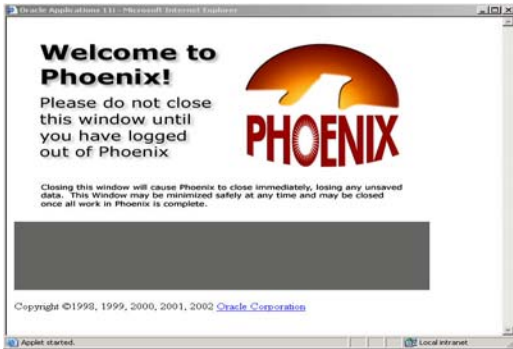 Oracle Applications 11i - Microsoft Internet Explorer
Welcome to
Phoenix!
Please do not close
this window until
you have logged
out of Phoenix
PHOENIX
Closing this window will cause Phoenix to close immediately, losing any unsaved
data. This Window may be minimized safely at any time and may be closed
once all work in Phoenix is complete.
Copyright ©1998, 1999, 2000, 2001, 2002 Oracle Corporation
Applet started.
Local intranet